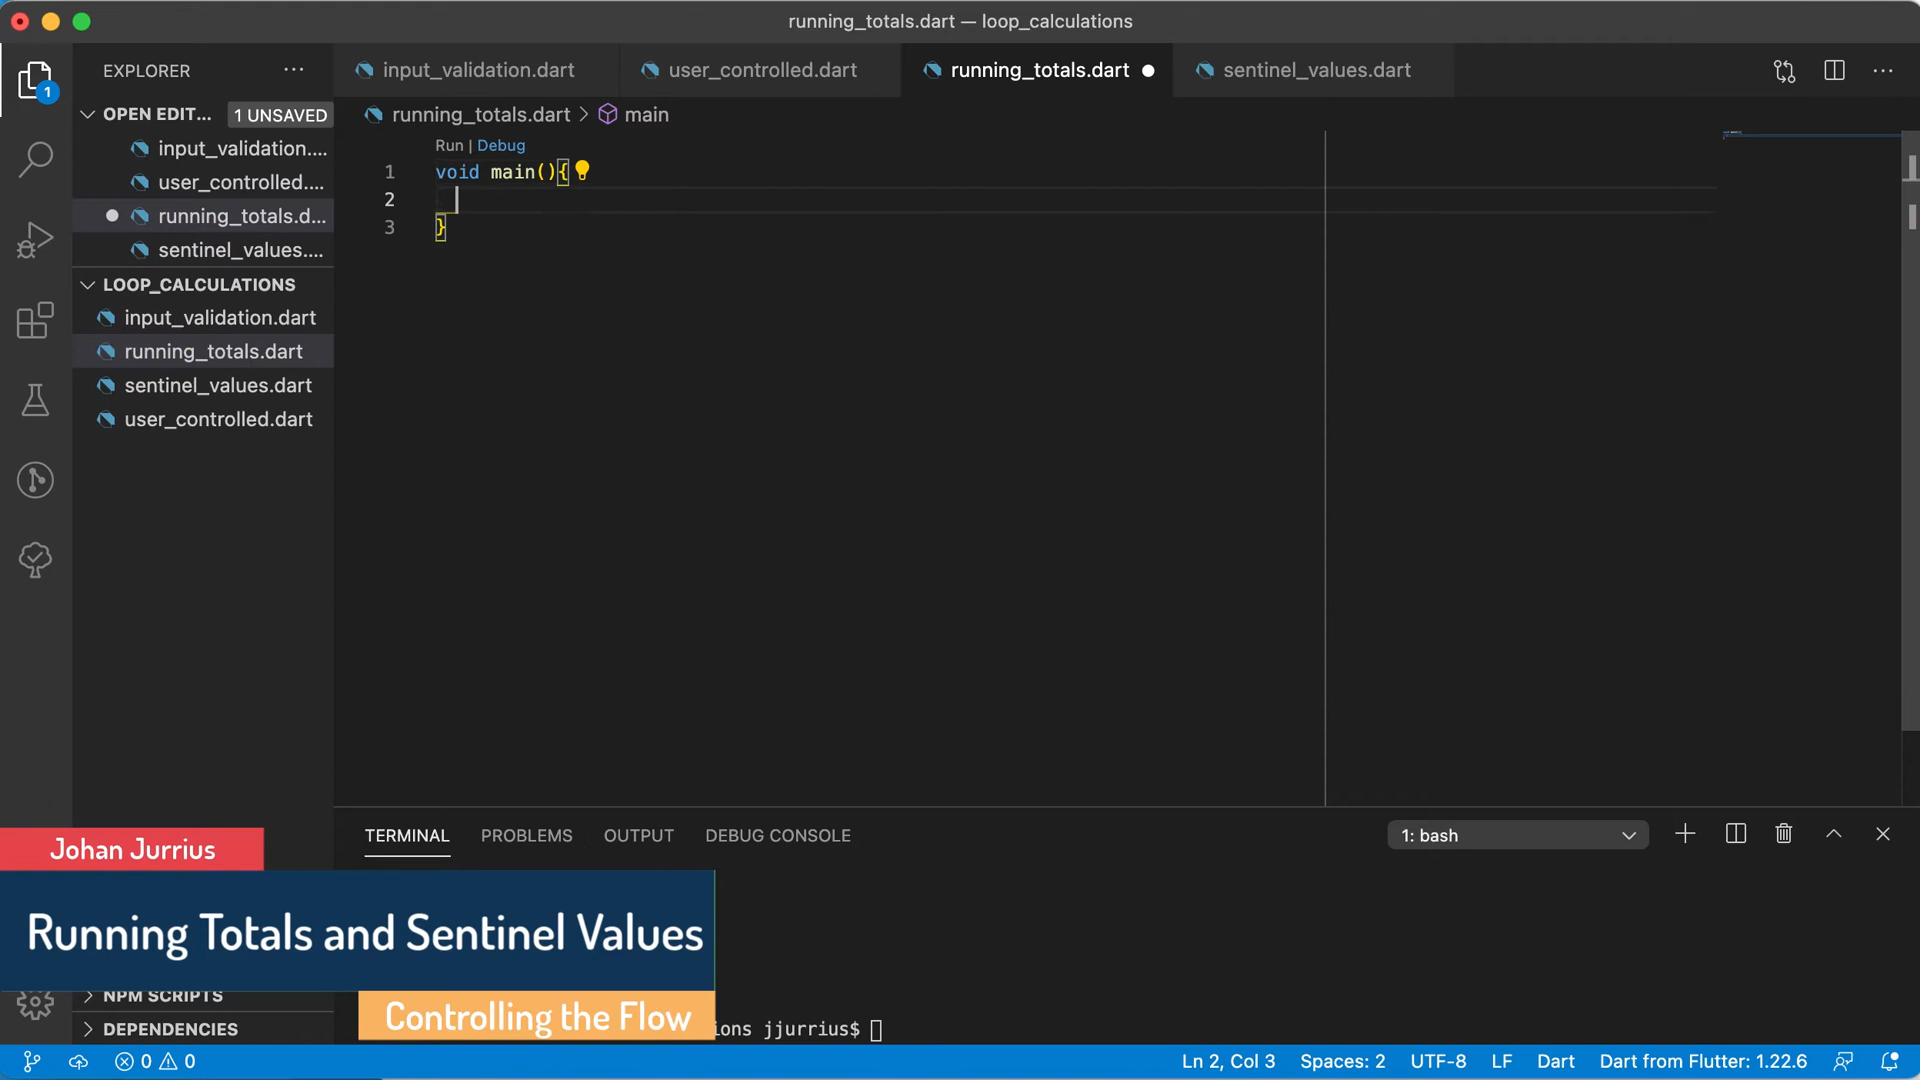 running_totals.dart — loop_calculations
EXPLORER
input_validation.dart
user_controlled.dart
running_totals.dart
sentinel_values.dart
1
OPEN EDIT... 1 UNSAVED
running_totals.dart > main
input_validation....
user_controlled....
running_totals.d...
sentinel_values....
LOOP_CALCULATIONS
input_validation.dart
running_totals.dart
sentinel_values.dart
user_controlled.dart
Run | Debug
1 void main(){
2
3 }
TERMINAL PROBLEMS OUTPUT DEBUG CONSOLE
1: bash
Johan Jurrius
Running Totals and Sentinel Values
NPM SCRIPTS
Controlling the Flow
ions jjurrius$
DEPENDENCIES
0 0
Ln 2, Col 3 Spaces: 2 UTF-8 LF Dart Dart from Flutter: 1.22.6